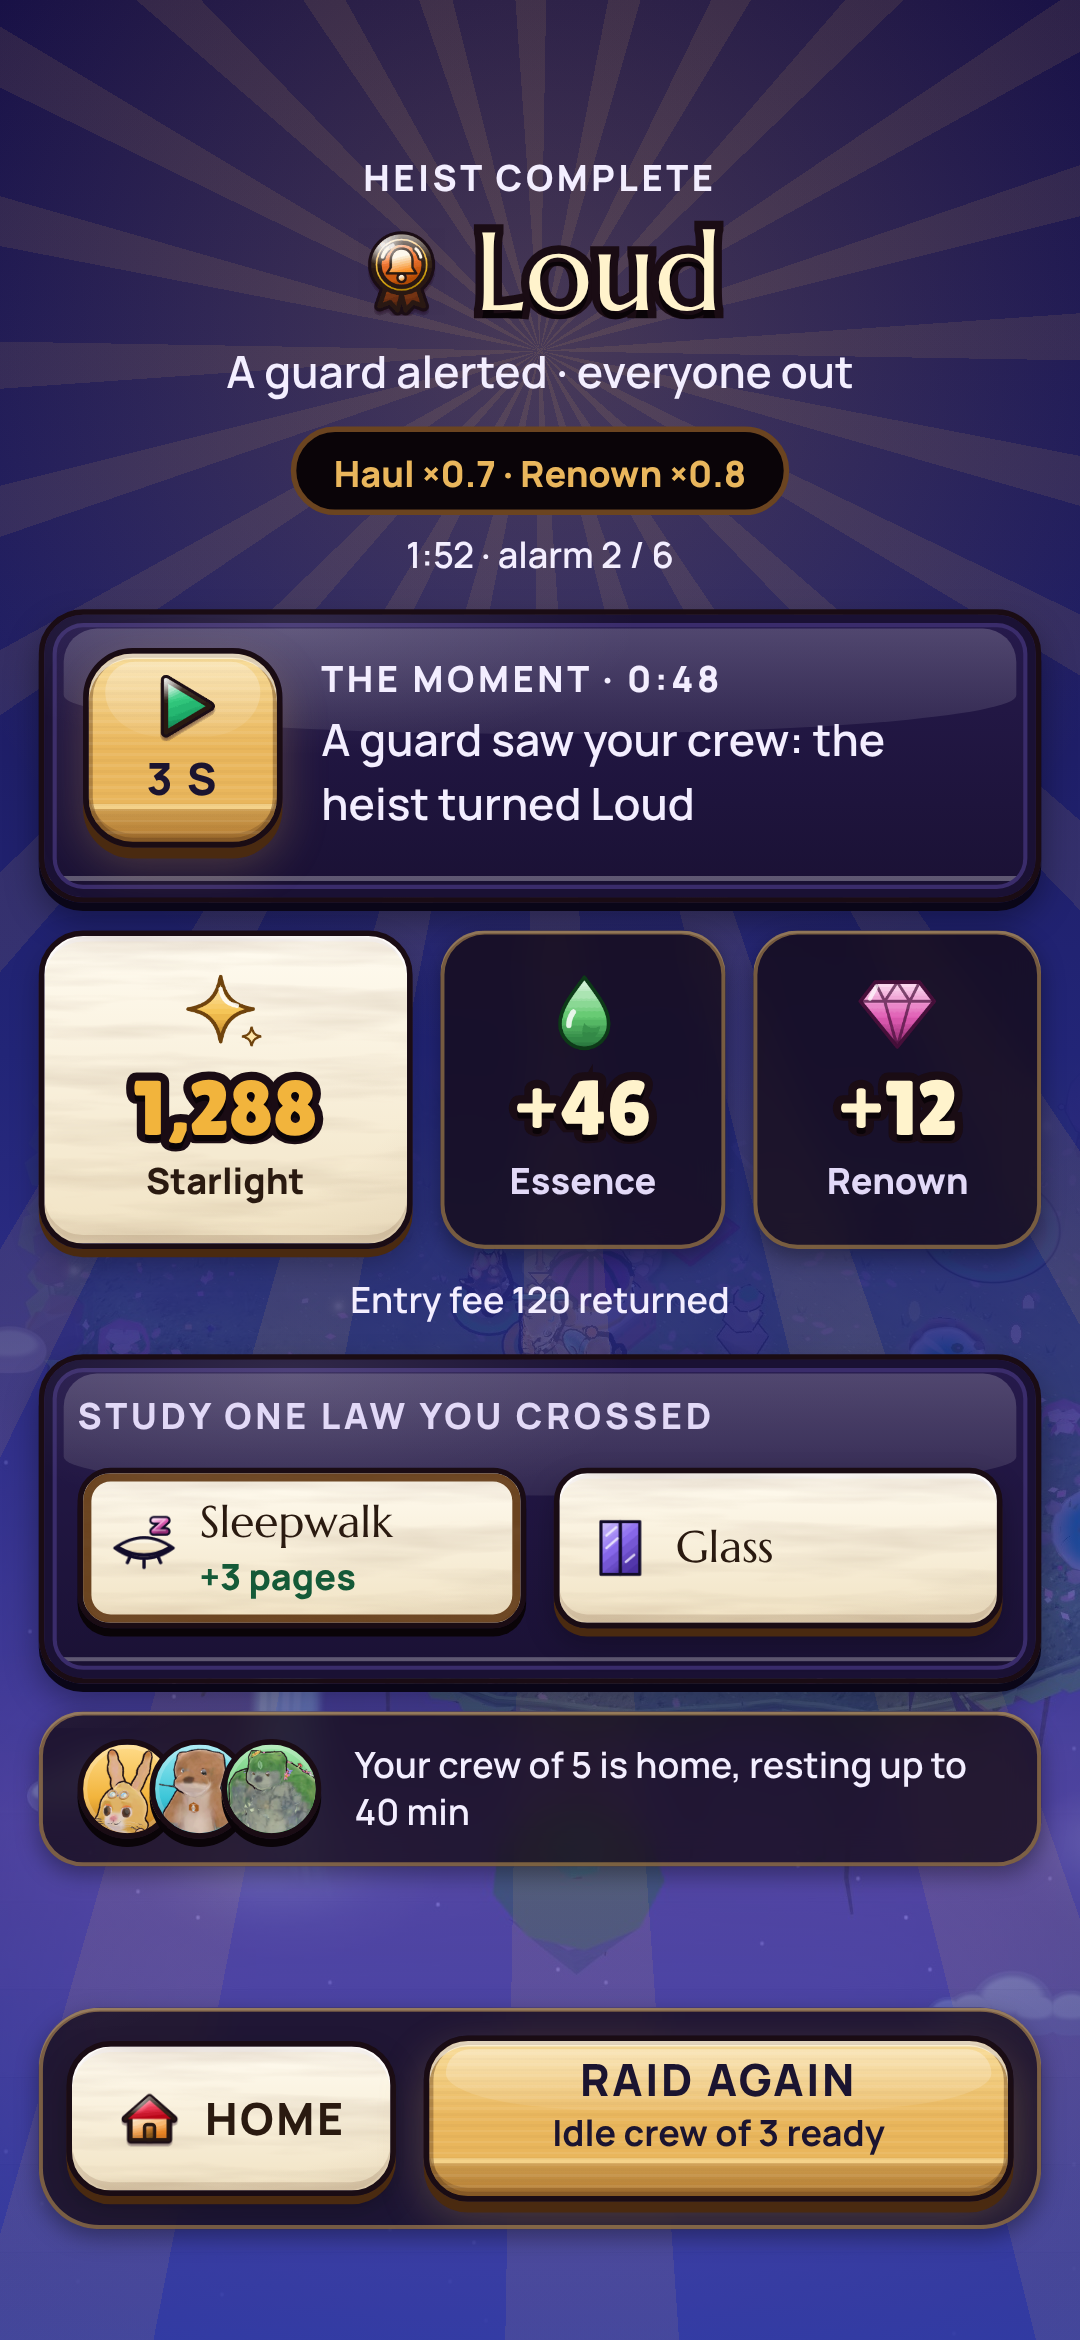 HEIST COMPLETE
Loud
A guard alerted · everyone out
Haul ×0.7 · Renown ×0.8
1:52 · alarm 2 / 6
3 S
THE MOMENT · 0:48
A guard saw your crew: the
heist turned Loud
1,288
Starlight
+46
Essence
+12
Renown
Entry fee 120 returned
STUDY ONE LAW YOU CROSSED
Sleepwalk
+3 pages
Glass
Your crew of 5 is home, resting up to
40 min
HOME
RAID AGAIN
Idle crew of 3 ready